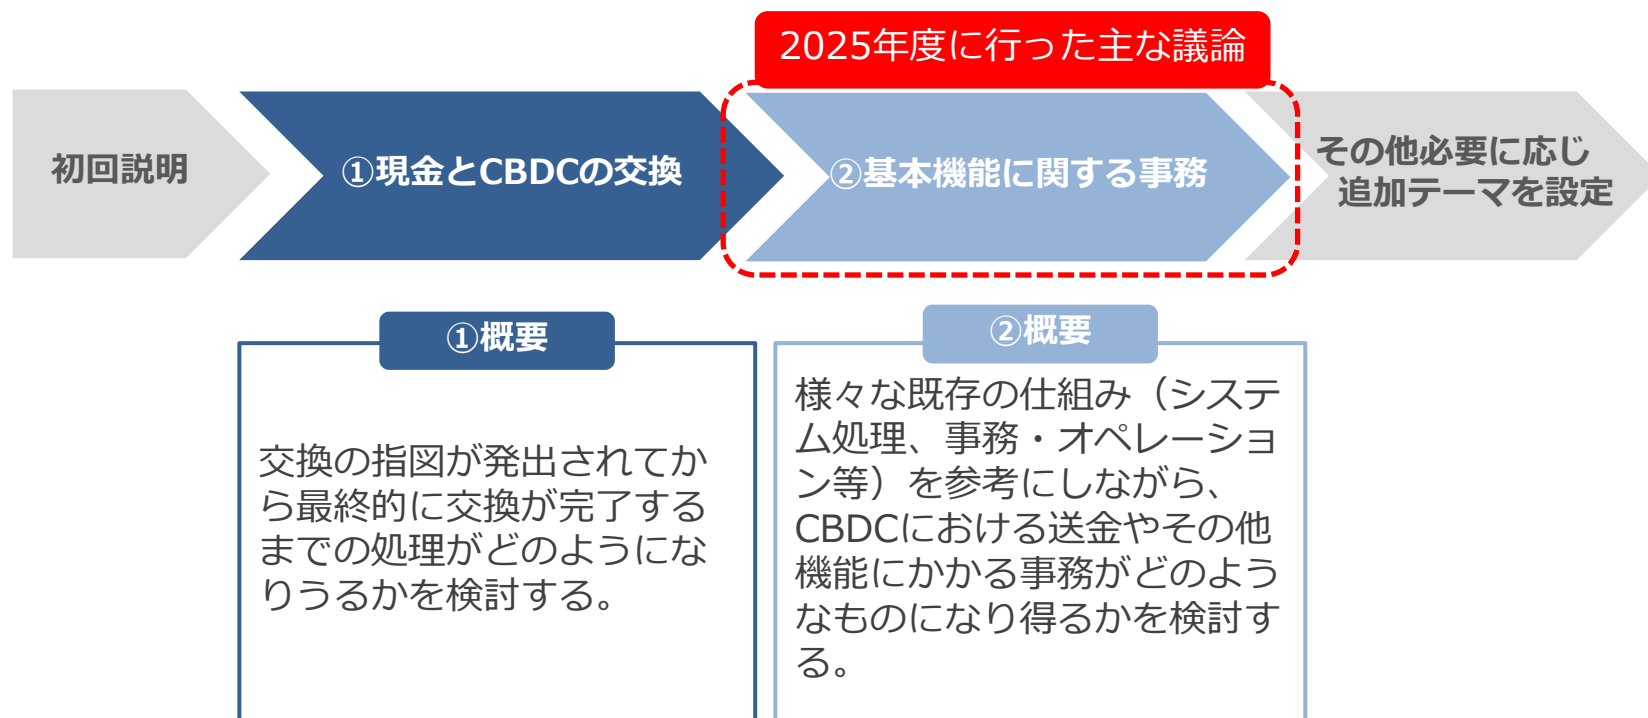 2025年度に行った主な議論
初回説明
①現金とCBDCの交換
②基本機能に関する事務
その他必要に応じ
追加テーマを設定
①概要
交換の指図が発出されてか
ら最終的に交換が完了する
までの処理がどのようにな
りうるかを検討する。
②概要
様々な既存の仕組み（システ
ム処理、事務・オペレーショ
ン等）を参考にしながら、
CBDCにおける送金やその他
機能にかかる事務がどのよう
なものになり得るかを検討す
る。